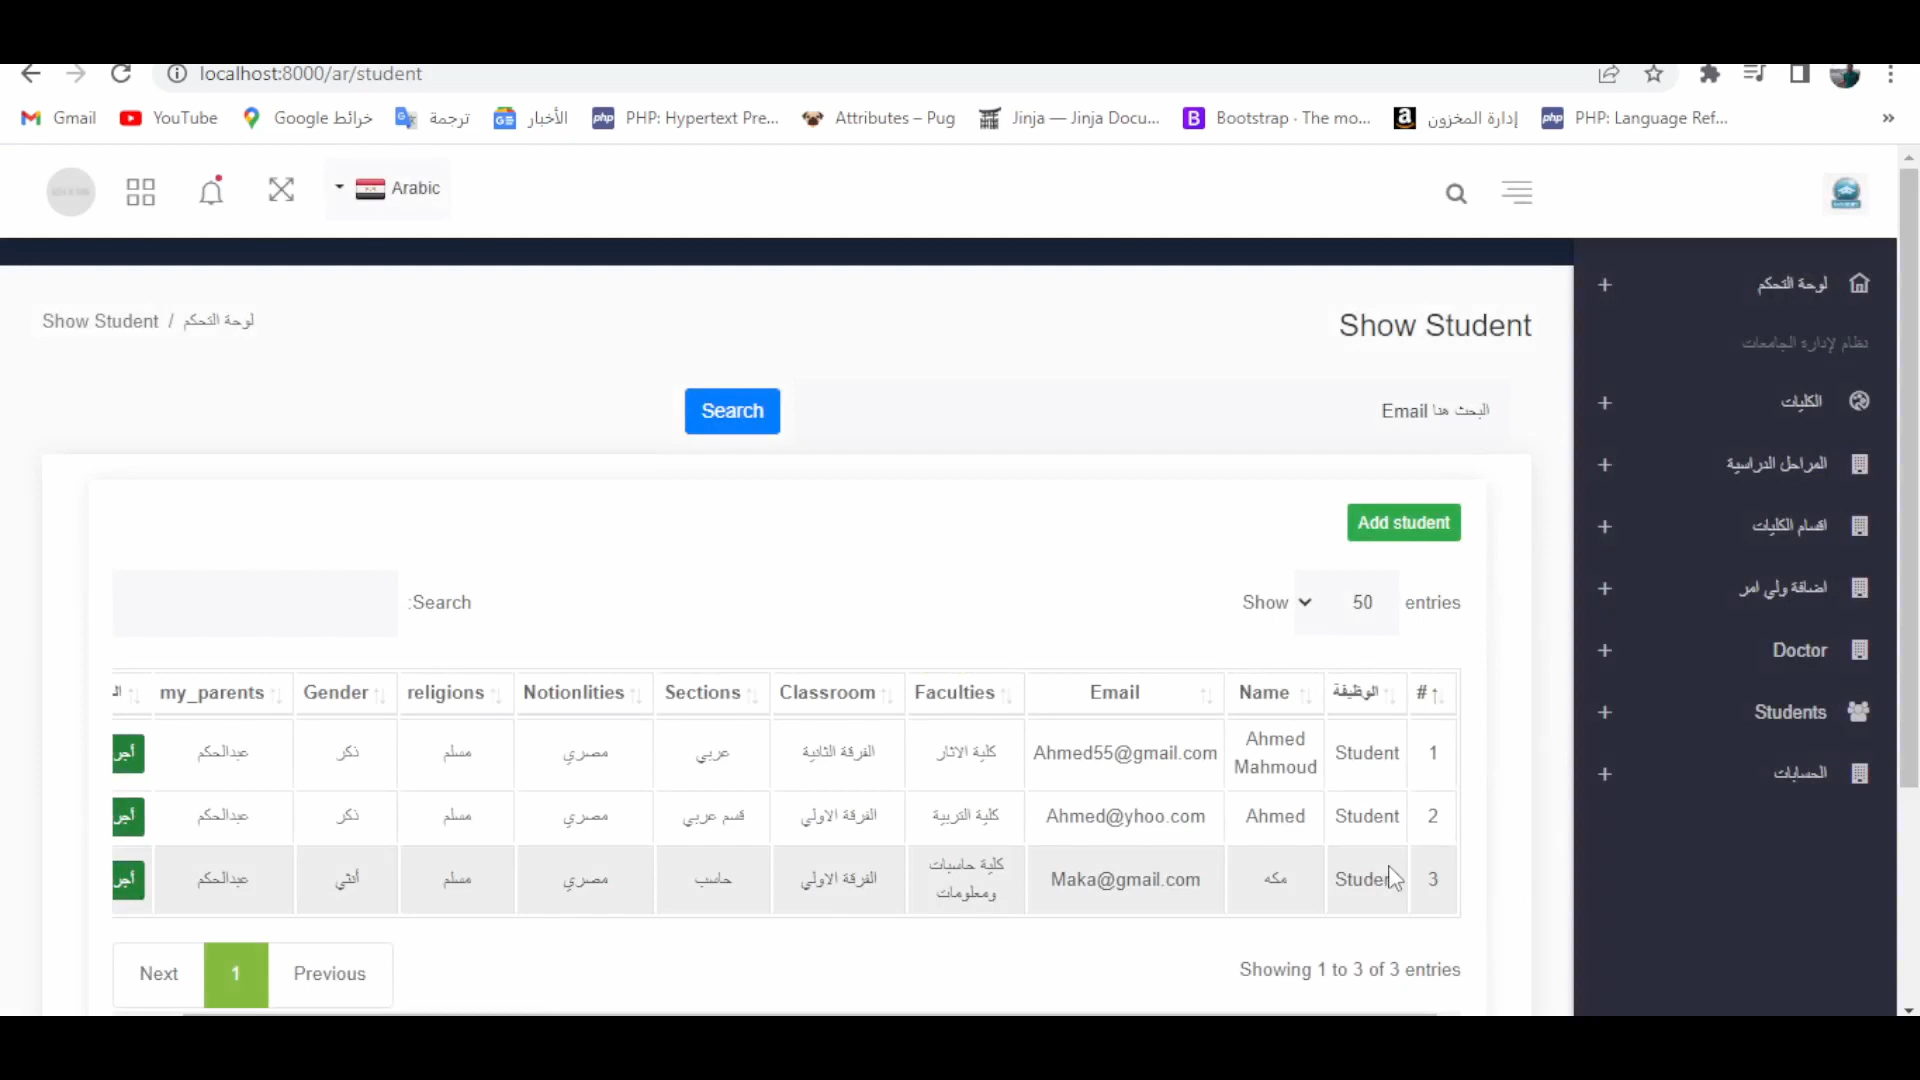 localhost:8000/ar/student
Gmail YouTube خرائط Google ترجمة الأخبار PHP: Hypertext Pre... Attributes – Pug Jinja — Jinja Docu... Bootstrap · The mo... إدارة المخزون PHP: Language Ref... »
Arabic
لوحة التحكم
نظام لإدارة الجامعات
الكليات
المراحل الدراسية
اقسام الكليات
اضافة ولي امر
Doctor
Students
الحسابات
Show Student
لوحة التحكم / Show Student
البحث هنا Email
Search
Add student
Show 50 entries
Search:
# الوظيفة Name Email Faculties Classroom Sections Notionlities religions Gender my_parents ال
1 Student Ahmed Mahmoud Ahmed55@gmail.com كلية الاثار الفرقة الثانية عربي مصري مسلم ذكر عبدالحكم أجر
2 Student Ahmed Ahmed@yhoo.com كلية التربية الفرقة الاولي قسم عربي مصري مسلم ذكر عبدالحكم أجر
3 Student مكه Maka@gmail.com كلية حاسبات ومعلومات الفرقة الاولي حاسب مصري مسلم أنثي عبدالحكم أجر
Showing 1 to 3 of 3 entries
Previous 1 Next